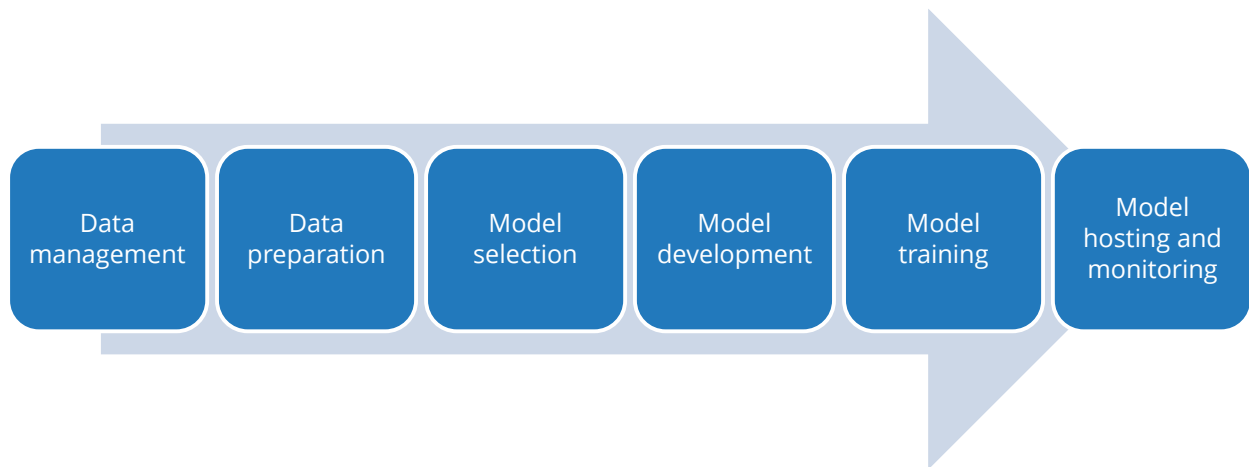 Data
management
Data
preparation
Model
selection
Model
development
Model
training
Model
hosting and
monitoring